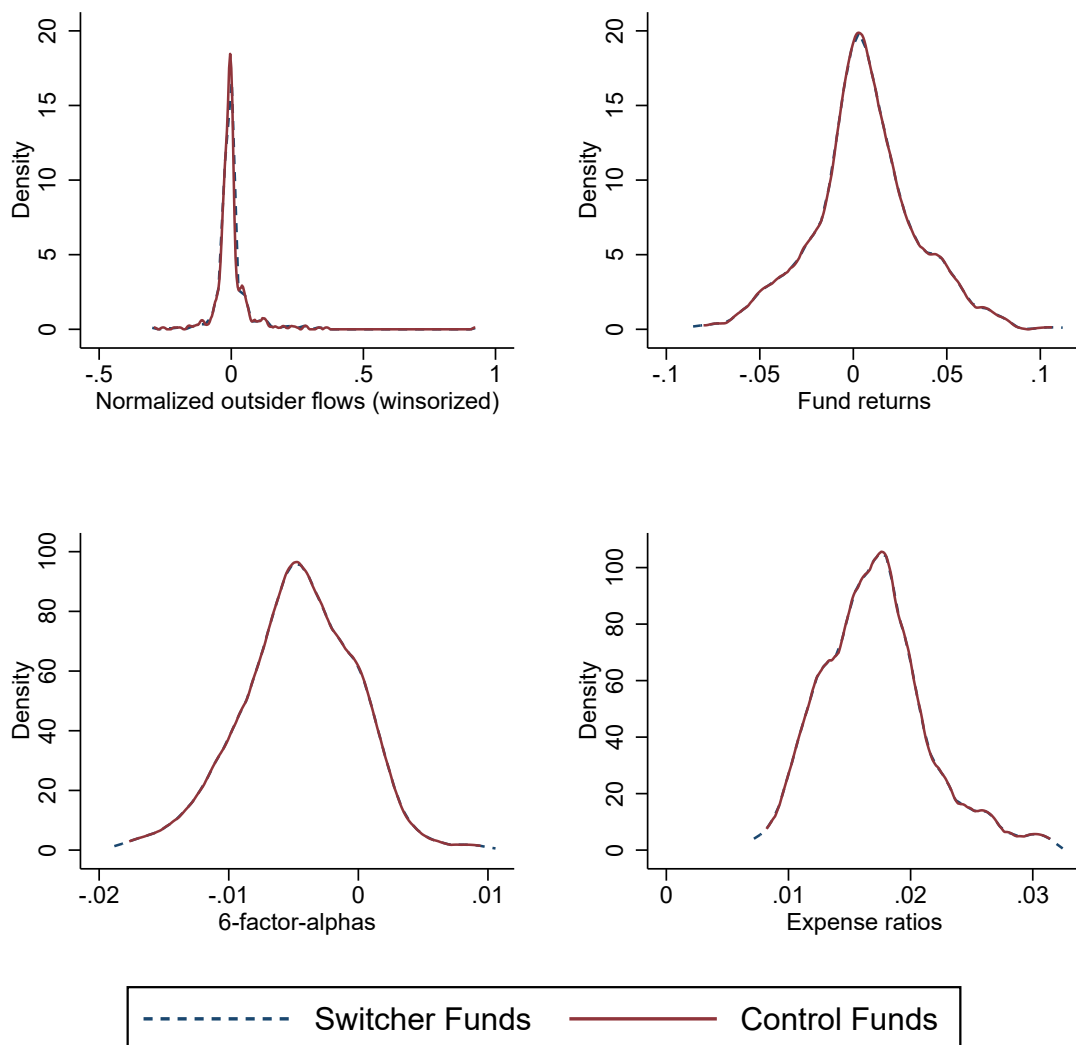 Density
20
15
10
5
0
-.5 0 .5 1
Normalized outsider flows (winsorized)
Density
20
15
10
5
0
-.1 -.05 0 .05 .1
Fund returns
Density
100
80
60
40
20
0
-.02 -.01 0 .01
6-factor-alphas
Density
100
80
60
40
20
0
0 .01 .02 .03
Expense ratios
Switcher Funds Control Funds